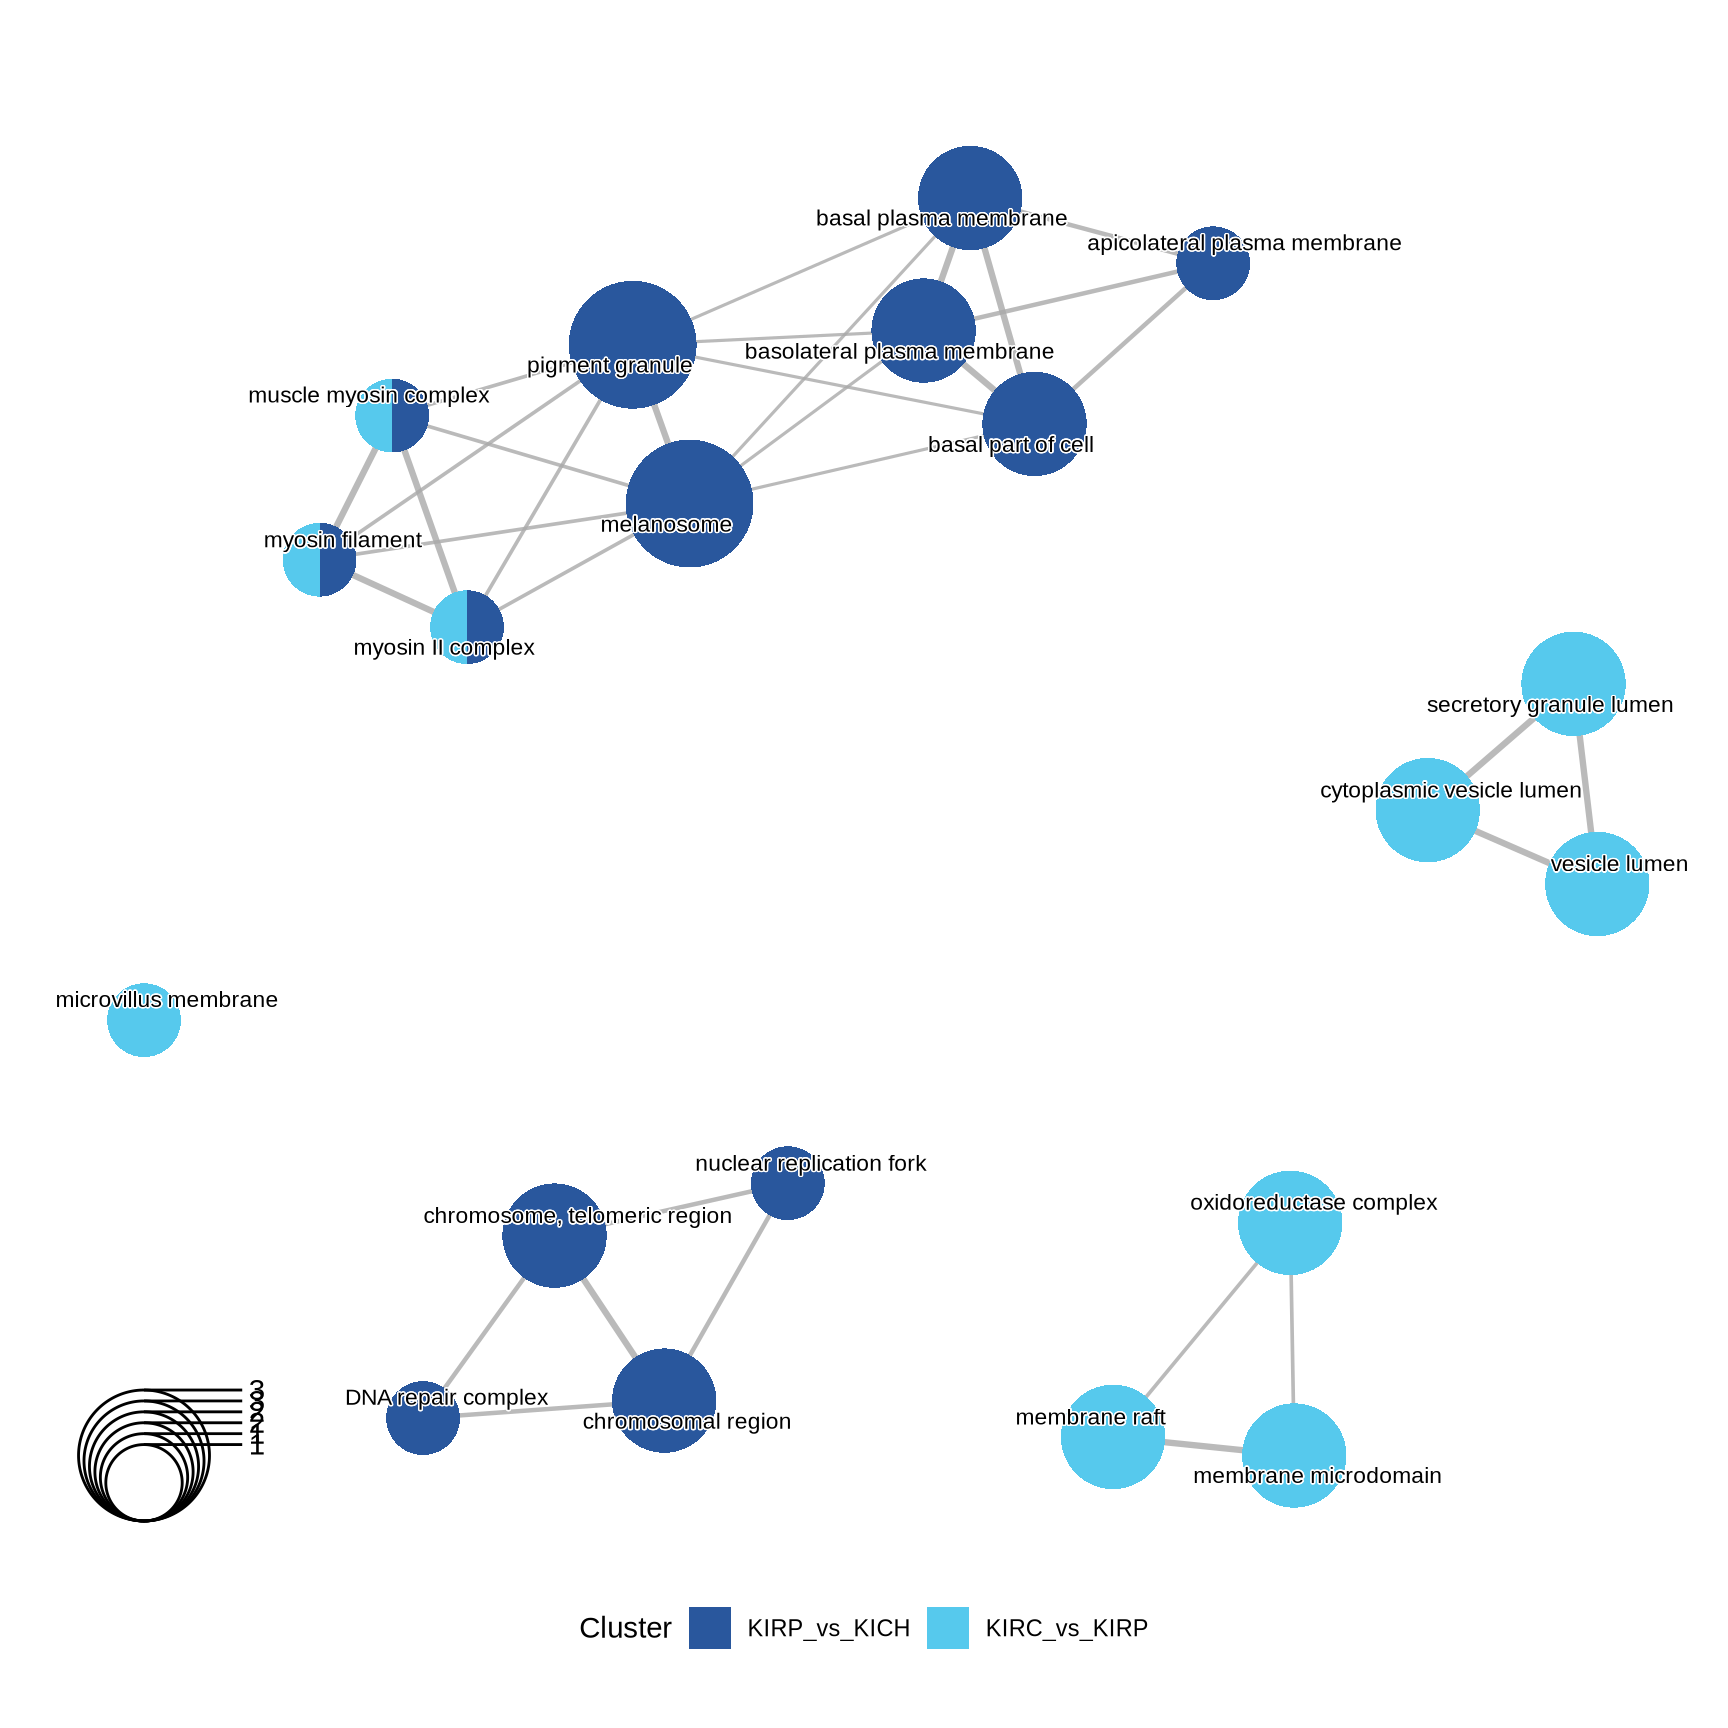 basal plasma membrane
apicolateral plasma membrane
basolateral plasma membrane
pigment granule
muscle myosin complex
basal part of cell
melanosome
myosin filament
myosin II complex
secretory granule lumen
cytoplasmic vesicle lumen
vesicle lumen
microvillus membrane
nuclear replication fork
chromosome, telomeric region
oxidoreductase complex
DNA repair complex
chromosomal region
membrane raft
membrane microdomain
3
3
2
2
1
1
Cluster KIRP_vs_KICH KIRC_vs_KIRP